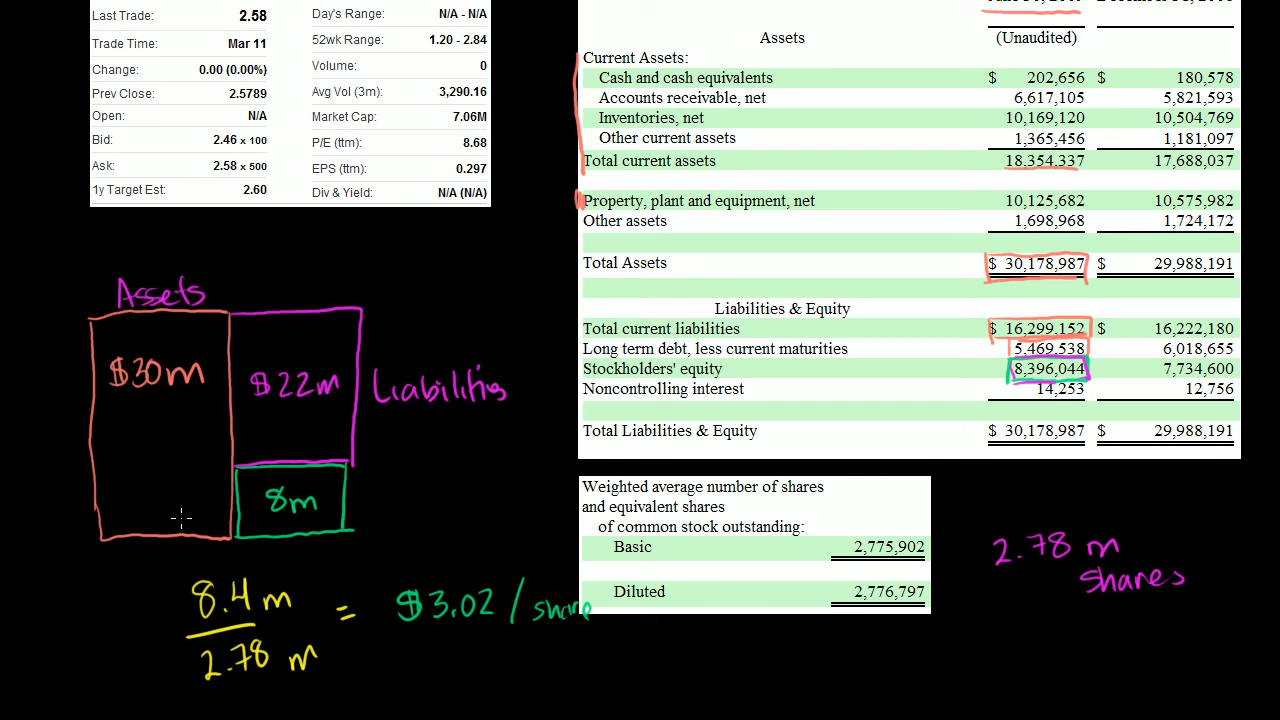 Last Trade: 2.58
Trade Time: Mar 11
Change: 0.00 (0.00%)
Prev Close: 2.5789
Open: N/A
Bid: 2.46 x 100
Ask: 2.58 x 500
1y Target Est: 2.60
Day's Range: N/A - N/A
52wk Range: 1.20 - 2.84
Volume: 0
Avg Vol (3m): 3,290.16
Market Cap: 7.06M
P/E (ttm): 8.68
EPS (ttm): 0.297
Div & Yield: N/A (N/A)
Assets (Unaudited)
Current Assets:
Cash and cash equivalents $ 202,656 $ 180,578
Accounts receivable, net 6,617,105 5,821,593
Inventories, net 10,169,120 10,504,769
Other current assets 1,365,456 1,181,097
Total current assets 18,354,337 17,688,037
Property, plant and equipment, net 10,125,682 10,575,982
Other assets 1,698,968 1,724,172
Total Assets $ 30,178,987 $ 29,988,191
Liabilities & Equity
Total current liabilities $ 16,299,152 $ 16,222,180
Long term debt, less current maturities 5,469,538 6,018,655
Stockholders' equity 8,396,044 7,734,600
Noncontrolling interest 14,253 12,756
Total Liabilities & Equity $ 30,178,987 $ 29,988,191
Weighted average number of shares
and equivalent shares
of common stock outstanding:
Basic 2,775,902
Diluted 2,776,797
Assets
$30m
$22m Liabilities
8m
8.4m
2.78 m
= $3.02 / share
2.78 m
shares